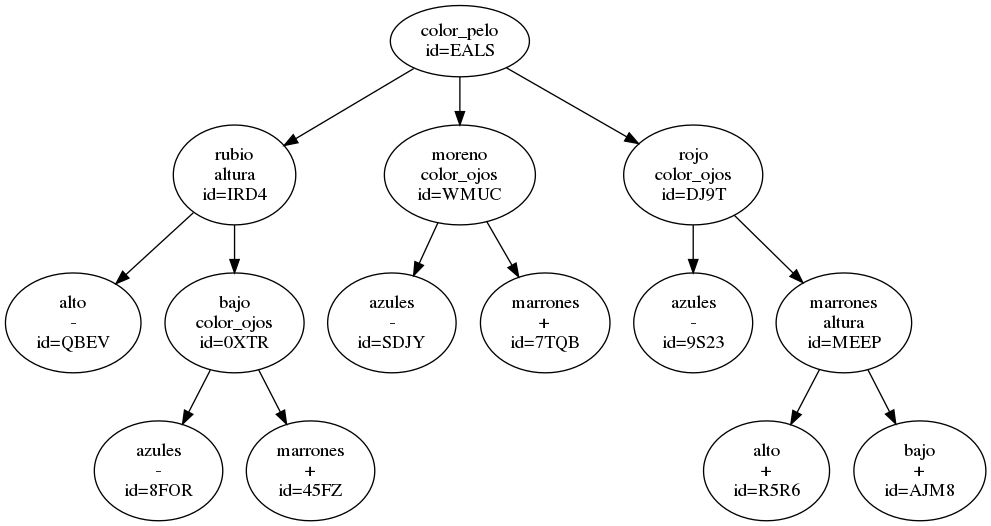 color_pelo
id=EALS
rubio
altura
id=IRD4
moreno
color_ojos
id=WMUC
rojo
color_ojos
id=DJ9T
alto
-
id=QBEV
bajo
color_ojos
id=0XTR
azules
-
id=SDJY
marrones
+
id=7TQB
azules
-
id=9S23
marrones
altura
id=MEEP
azules
-
id=8FOR
marrones
+
id=45FZ
alto
+
id=R5R6
bajo
+
id=AJM8